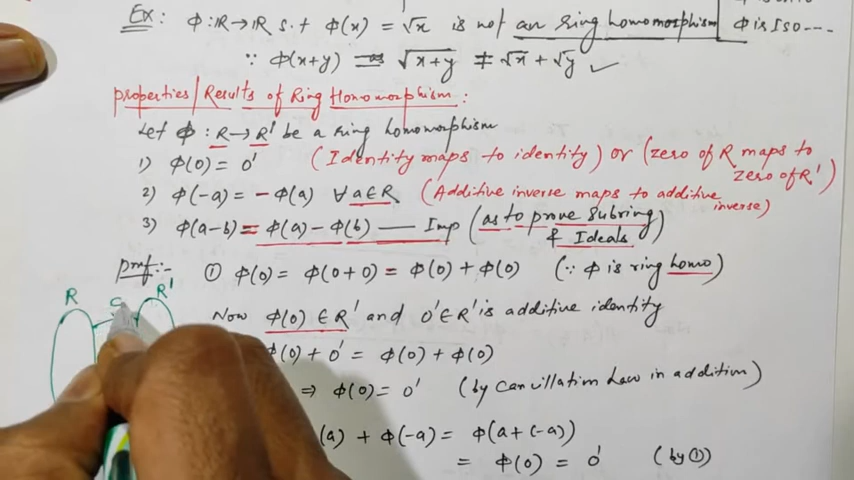 Ex: Φ: ℝ→ℝ s.t Φ(x) = √x is not an ring homomorphism
Φ is Iso----
∵ Φ(x+y) = √(x+y) ≠ √x + √y ✓
properties/Results of Ring Homomorphism:
Let Φ : R→R' be a ring homomorphism
1) Φ(0) = 0' (Identity maps to identity) or (zero of R maps to zero of R')
2) Φ(-a) = -Φ(a) ∀ a∈R (Additive inverse maps to additive inverse)
3) Φ(a-b) = Φ(a) - Φ(b) — Imp (as to prove Subring & Ideals)
proof:- ① Φ(0) = Φ(0+0) = Φ(0) + Φ(0) (∵ Φ is ring homo)
R R'
Now Φ(0) ∈ R' and 0'∈R' is additive identity
Φ(0) + 0' = Φ(0) + Φ(0)
⇒ Φ(0) = 0' (by Cancillation Law in addition)
(a) + Φ(-a) = Φ(a+(-a))
= Φ(0) = 0' (by ①)